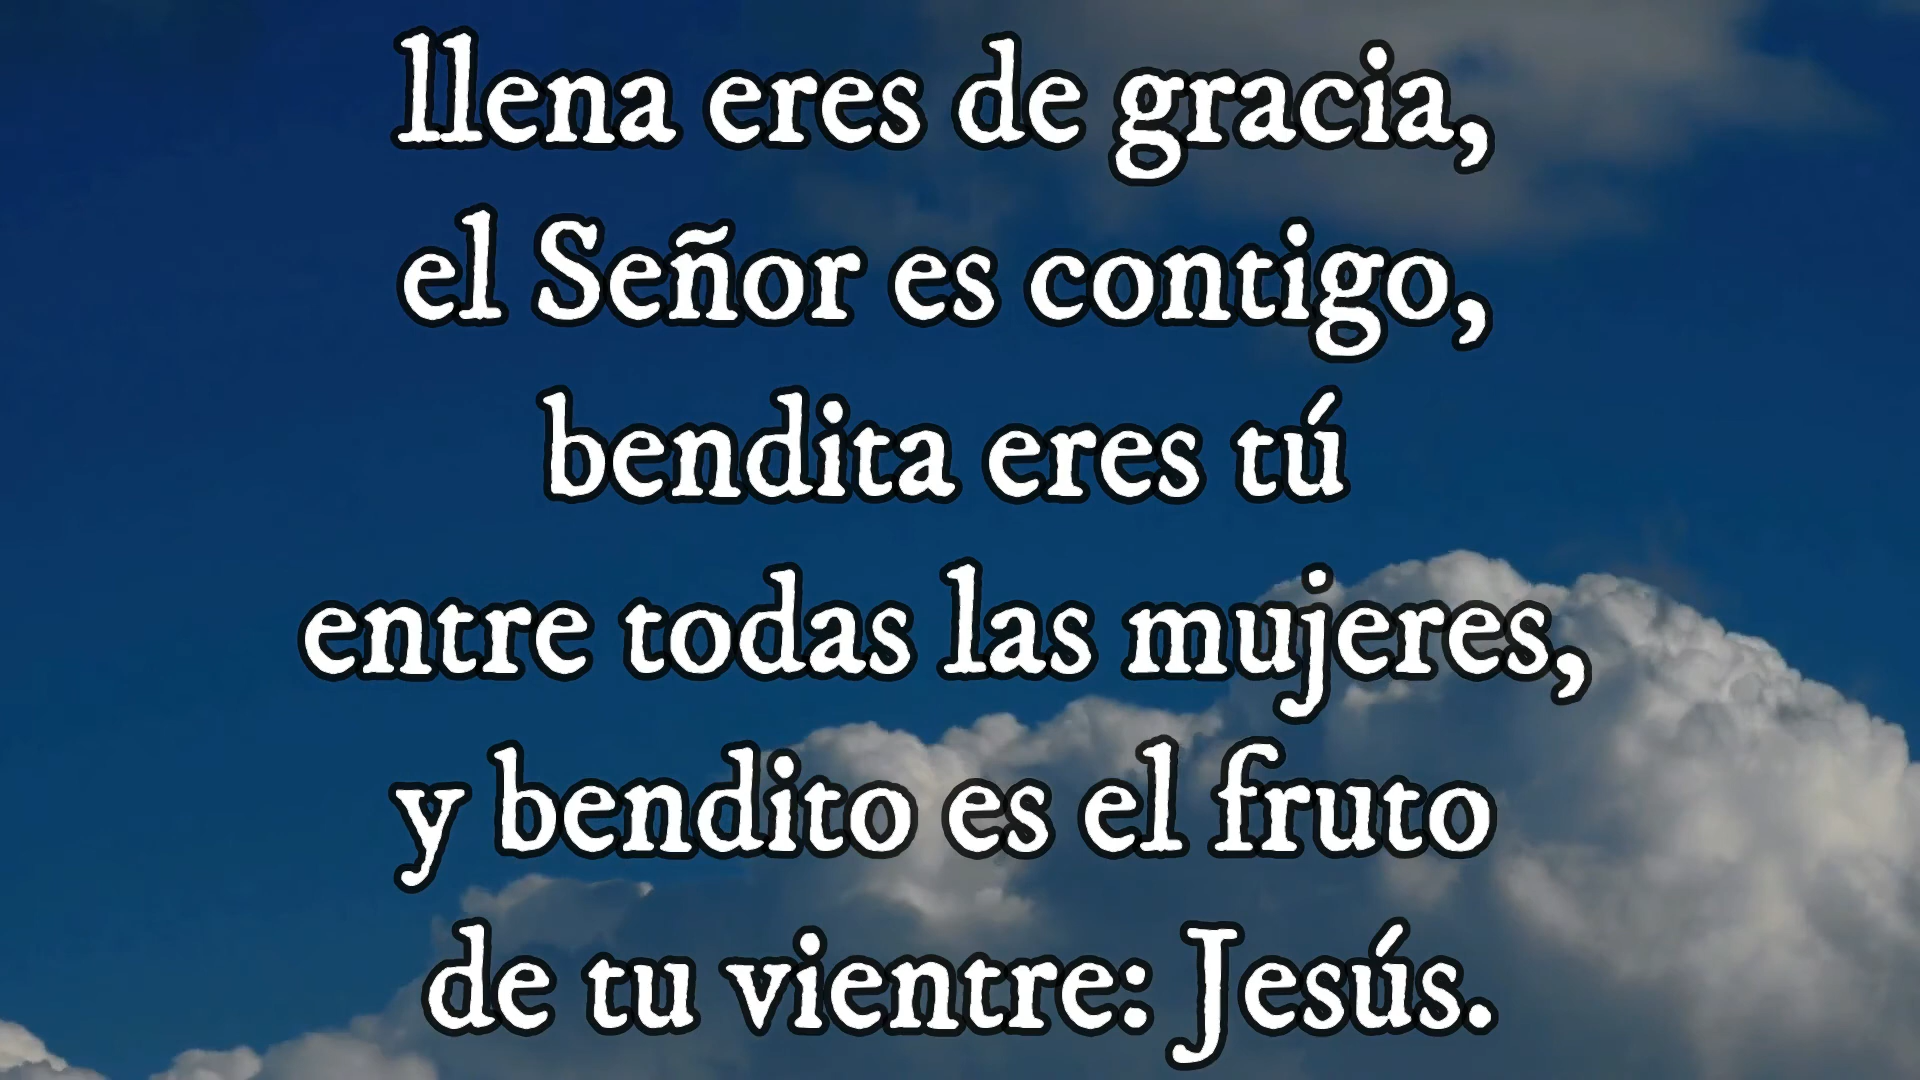 llena eres de gracia,
el Señor es contigo,
bendita eres tú
entre todas las mujeres,
y bendito es el fruto
de tu vientre: Jesús.